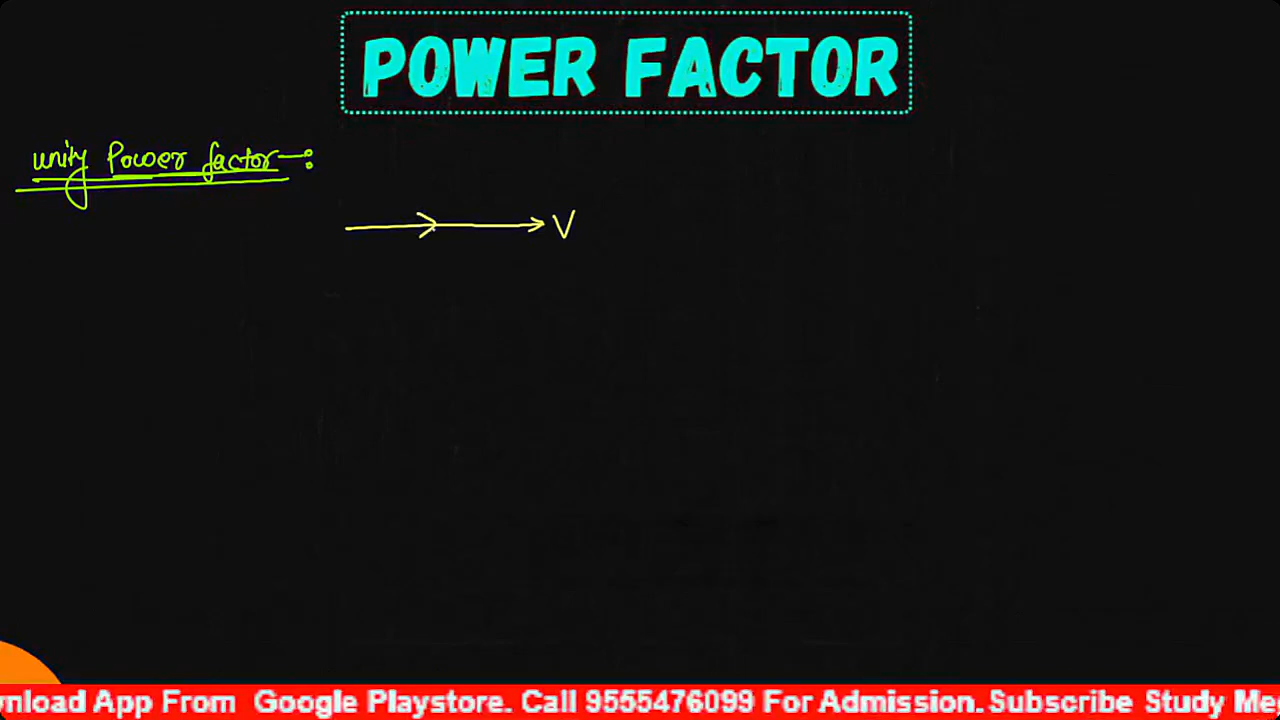 POWER FACTOR
unity Power factor-:
V
nload App From Google Playstore. Call 9555476099 For Admission.Subscribe Study Me